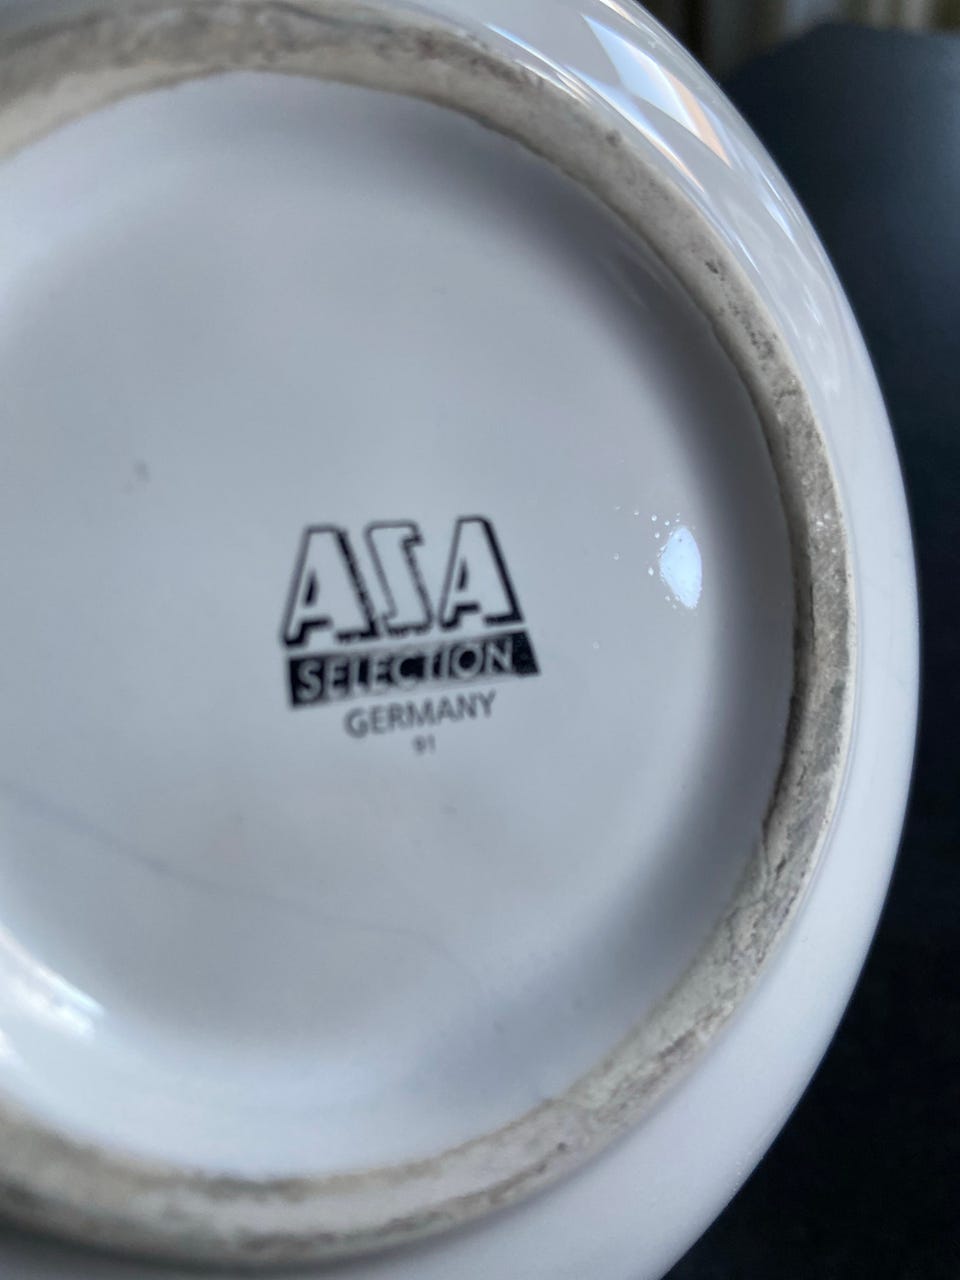 ASA
SELECTION
GERMANY
91